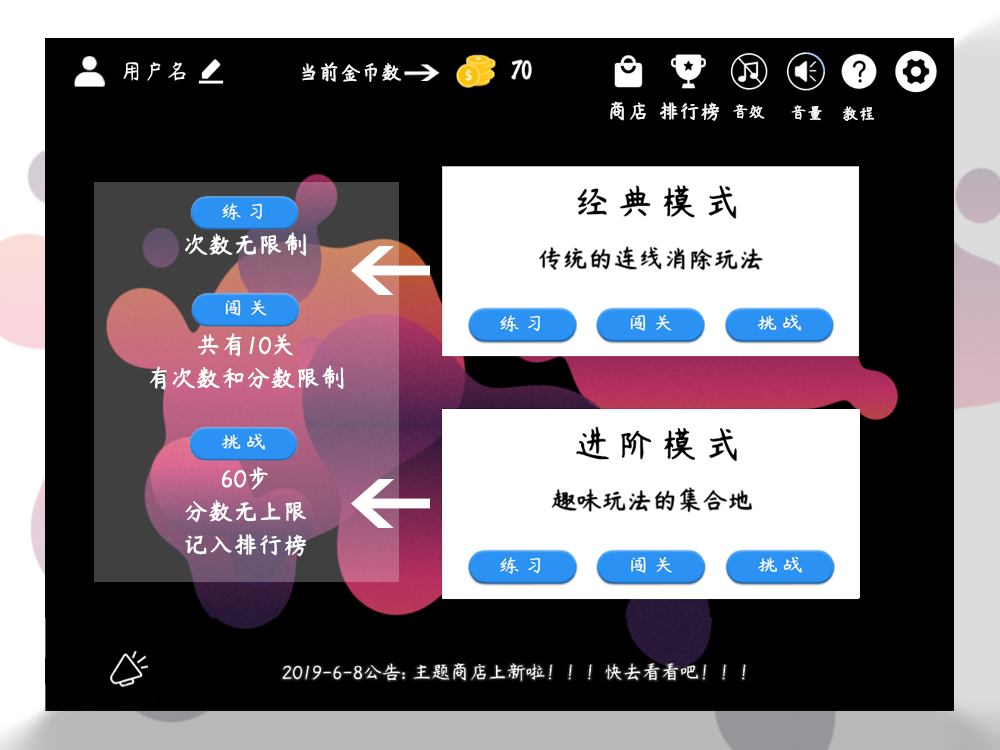 用户名
当前金币数
70
商店 排行榜 音效 音量 教程
练习
次数无限制
闯关
共有10关
有次数和分数限制
挑战
60步
分数无上限
记入排行榜
经典模式
传统的连线消除玩法
练习 闯关 挑战
进阶模式
趣味玩法的集合地
练习 闯关 挑战
2019-6-8公告:主题商店上新啦！！！快去看看吧！！！